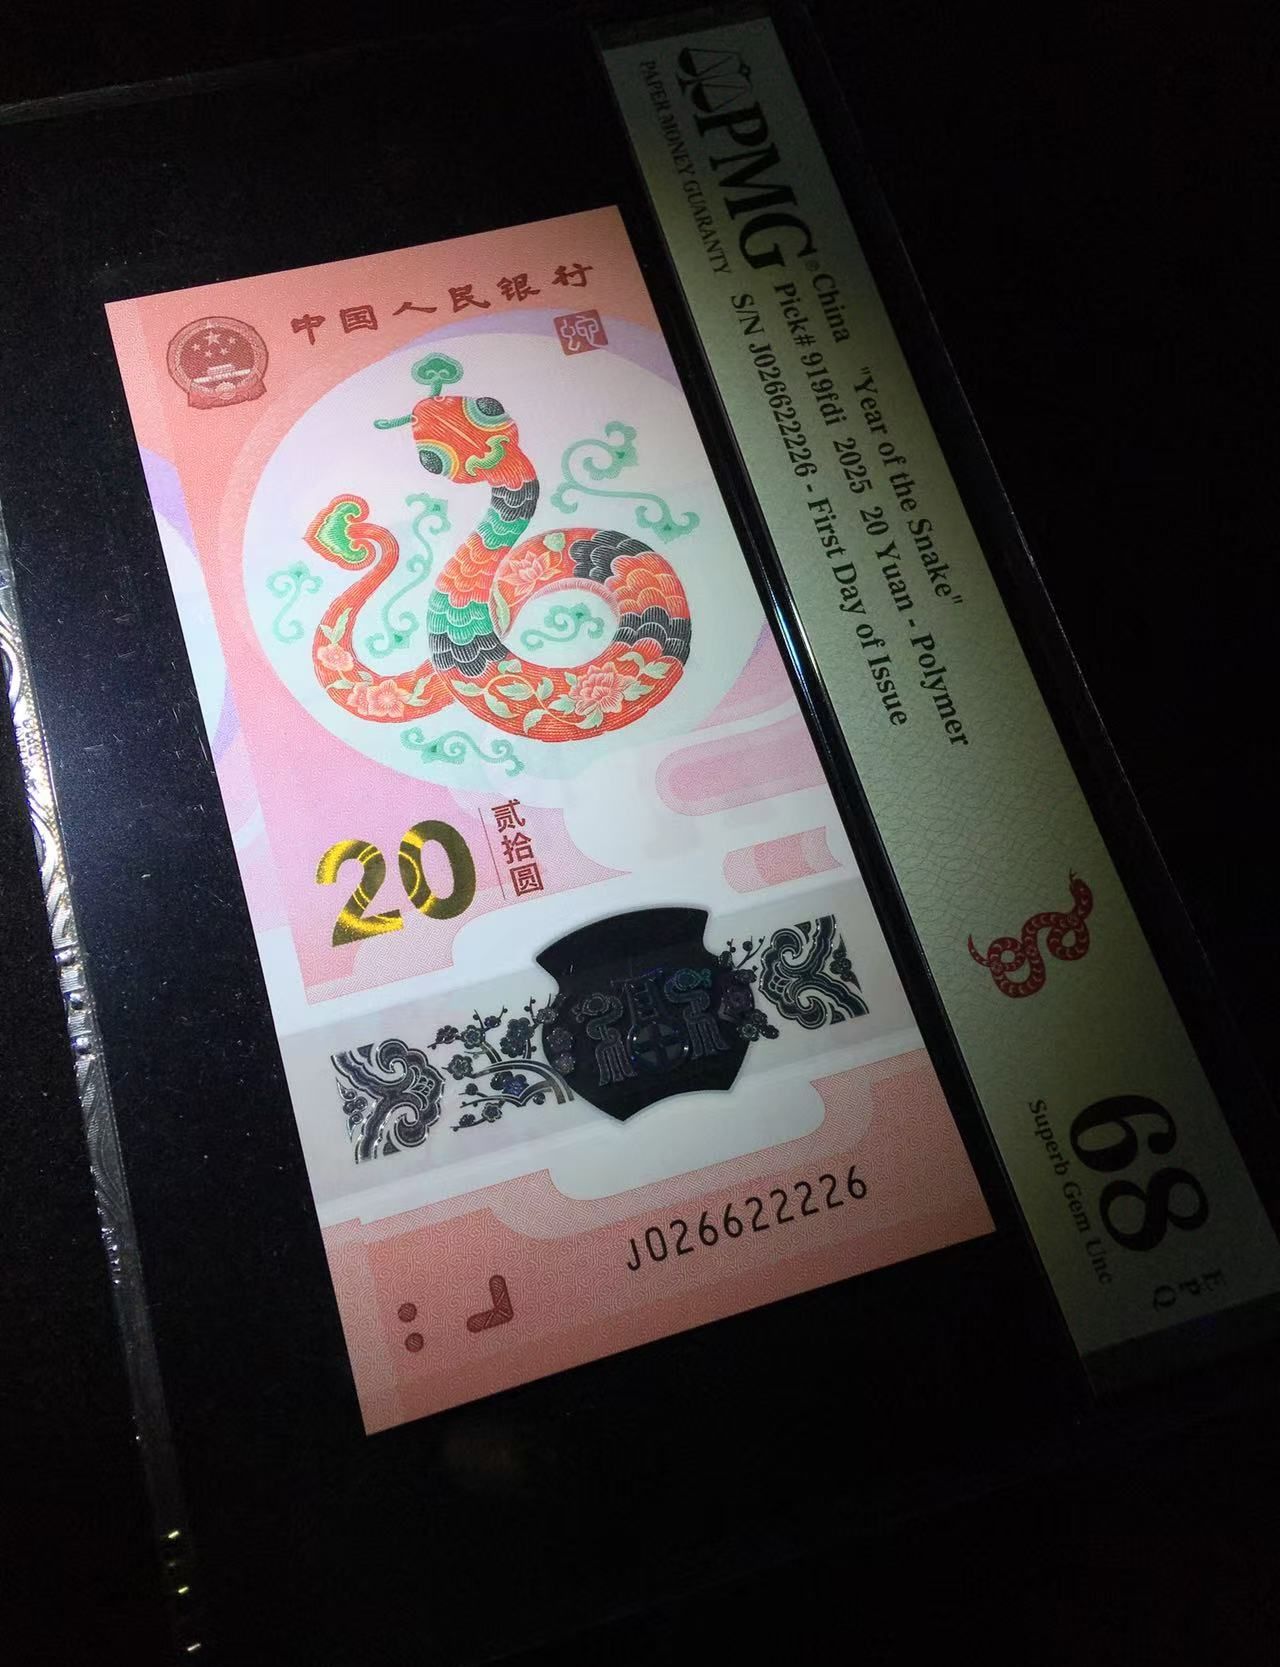 中国人民银行
蛇
20
贰拾圆
J026622226
PMG®
PAPER MONEY GUARANTY
China
Pick# 919fdi 2025 20 Yuan - Polymer
S/N J026622226 - First Day of Issue
"Year of the Snake"
68
EPQ
Superb Gem Unc